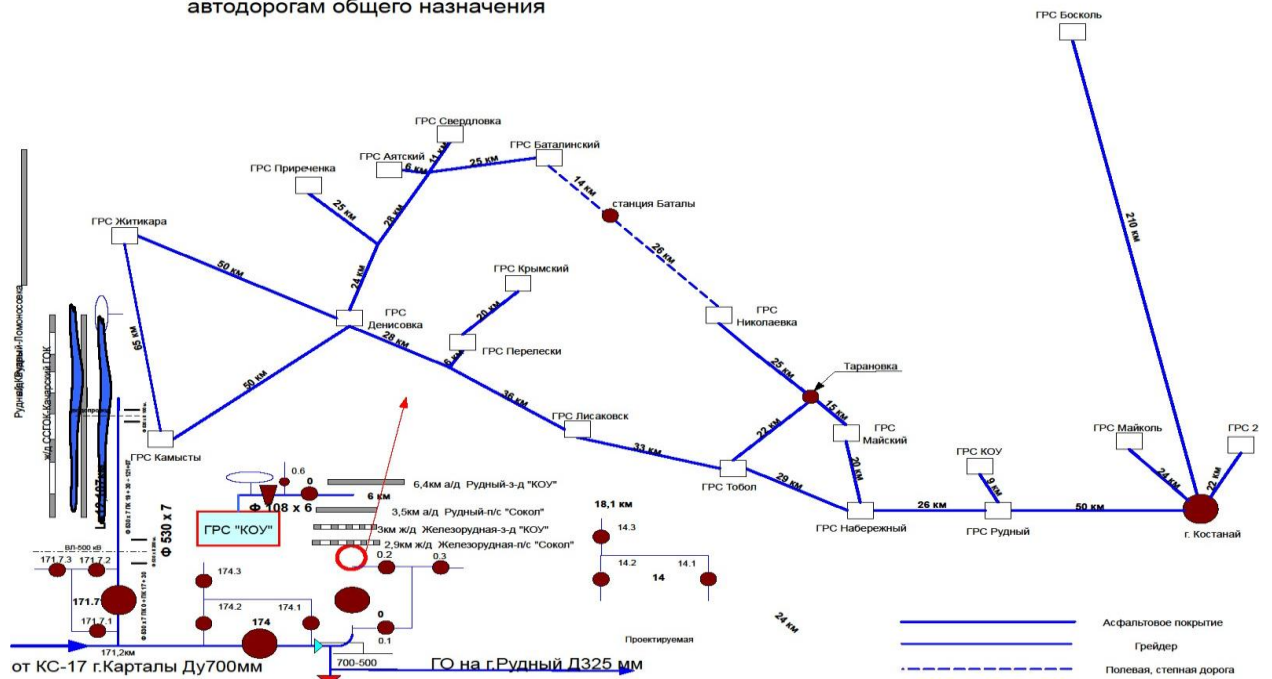 автодорогам общего назначения
ГРС Босколь
ГРС Свердловка
ГРС Аятский
ГРС Баталинский
6 км
11 км
25 км
ГРС Приреченка
14 км
25 км
28 км
станция Баталы
ГРС Житикара
210 км
26 км
50 км
24 км
ГРС Крымский
ГРС
Денисовка
20 км
ГРС
Николаевка
65 км
28 км
ГРС Перелески
6 км
25 км
Тарановка
50 км
36 км
15 км
ГРС Лисаковск
22 км
ГРС
Майский
ГРС Майколь
ГРС 2
ГРС Камысты
33 км
20 км
24 км
22 км
ГРС КОУ
9 км
ГРС Тобол
29 км
26 км
50 км
ГРС Набережный
ГРС Рудный
г. Костанай
ж/д ССГОК-Качарский ГОК
0.6
0
6,4км а/д Рудный-з-д "КОУ"
6 км
Ф 108 х 6
3,5км а/д Рудный-п/с "Сокол"
ГРС "КОУ"
3км ж/д Железорудная-з-д "КОУ"
2,9км ж/д Железорудная-п/с "Сокол"
18,1 км
14.3
14.2
14.1
14
Ф 530 х 7
ВЛ-500 кВ
171.7.3
171.7.2
171.7
171.7.1
174.3
174.2
174.1
174
0.2
0.3
0
0.1
171,2км
700-500
24 км
Проектируемая
от КС-17 г.Карталы Ду700мм
ГО на г.Рудный Д325 мм
Асфальтовое покрытие
Грейдер
Полевая, степная дорога